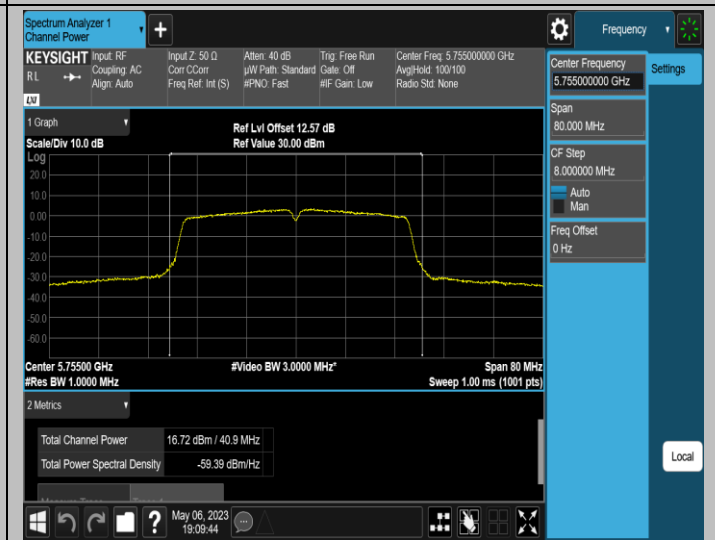 Spectrum Analyzer 1
Channel Power
+
Frequency
KEYSIGHT
RL
LXI
Input: RF
Coupling: AC
Align: Auto
Input Z: 50 Ω
Corr CCorr
Freq Ref: Int (S)
Atten: 40 dB
µW Path: Standard
#PNO: Fast
Trig: Free Run
Gate: Off
#IF Gain: Low
Center Freq: 5.755000000 GHz
Avg|Hold: 100/100
Radio Std: None
Center Frequency
5.755000000 GHz
Settings
Span
80.000 MHz
CF Step
8.000000 MHz
Auto
Man
Freq Offset
0 Hz
1 Graph
Scale/Div 10.0 dB
Ref Lvl Offset 12.57 dB
Ref Value 30.00 dBm
Log
20.0
10.0
0.00
-10.0
-20.0
-30.0
-40.0
-50.0
-60.0
Center 5.75500 GHz
#Video BW 3.0000 MHz*
Span 80 MHz
#Res BW 1.0000 MHz
Sweep 1.00 ms (1001 pts)
2 Metrics
Total Channel Power 16.72 dBm / 40.9 MHz
Total Power Spectral Density -59.39 dBm/Hz
Local
?
May 06, 2023
19:09:44